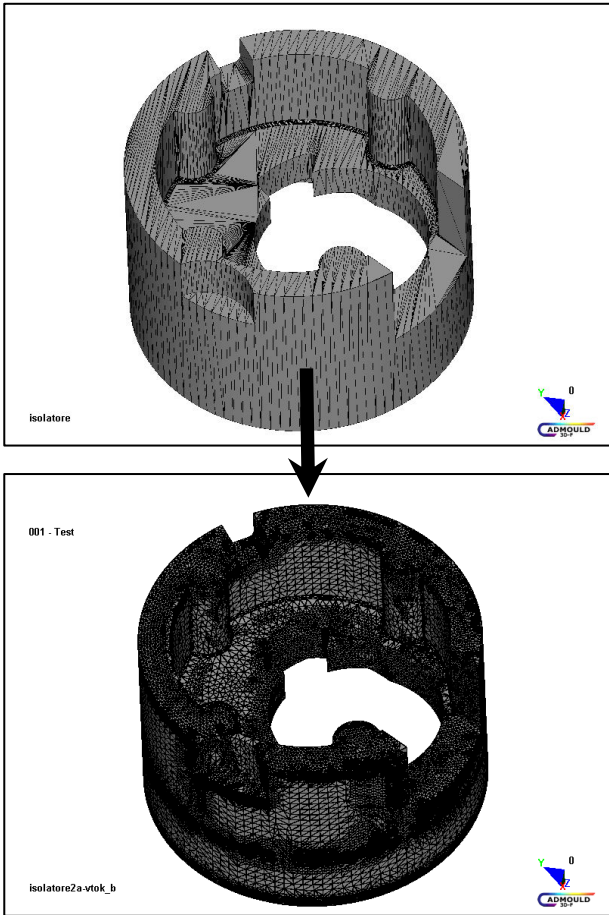 isolatore
Y
0
Z
X
CADMOULD
3D-F
001 - Test
isolatore2a-vtok_b
Y
0
Z
X
CADMOULD
3D-F